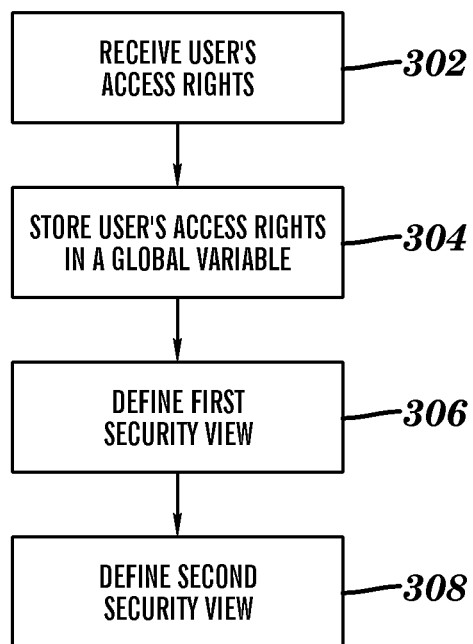 RECEIVE USER'S
ACCESS RIGHTS
302
STORE USER'S ACCESS RIGHTS
IN A GLOBAL VARIABLE
304
DEFINE FIRST
SECURITY VIEW
306
DEFINE SECOND
SECURITY VIEW
308